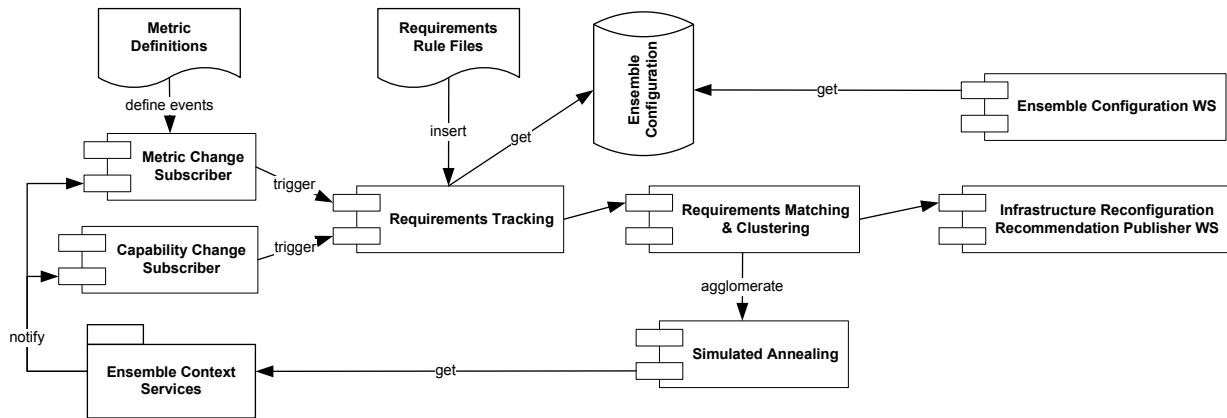 Metric
Definitions
Requirements
Rule Files
Ensemble
Configuration
get
Ensemble Configuration WS
define events
insert
get
Metric Change
Subscriber
trigger
Requirements Tracking
Requirements Matching
& Clustering
Infrastructure Reconfiguration
Recommendation Publisher WS
Capability Change
Subscriber
trigger
agglomerate
notify
Ensemble Context
Services
get
Simulated Annealing